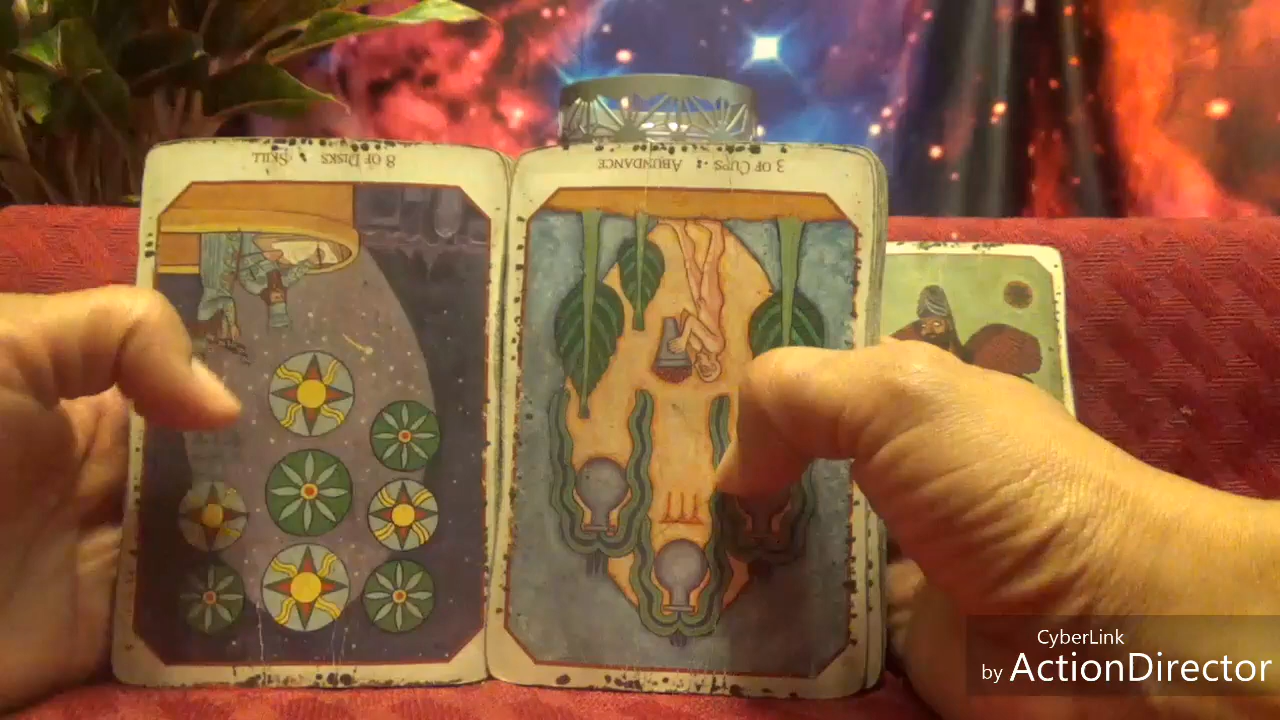 8 OF DISKS • SKILL
3 OF CUPS • ABUNDANCE
CyberLink
by ActionDirector